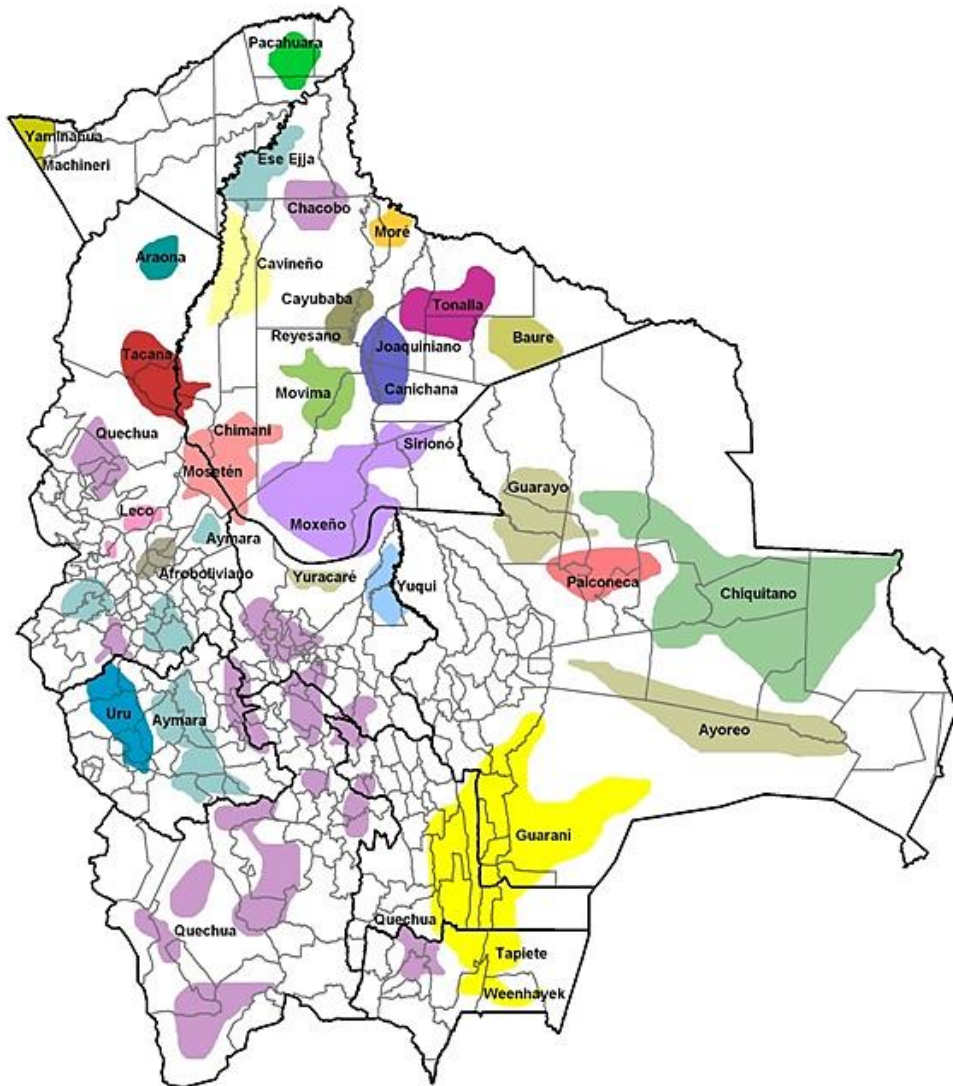 Pacahuara
Yaminahua
Machineri
Ese Ejja
Chacobo
Moré
Araona
Cavineño
Cayubaba
Tonalla
Reyesano
Joaquiniano
Baure
Tacana
Movima
Canichana
Quechua
Chimani
Sirionó
Mosetén
Guarayo
Leco
Moxeño
Aymara
Afroboliviano
Yuracaré
Yuqui
Paiconeca
Chiquitano
Uru
Aymara
Ayoreo
Guaraní
Quechua
Quechua
Tapiete
Weenhayek